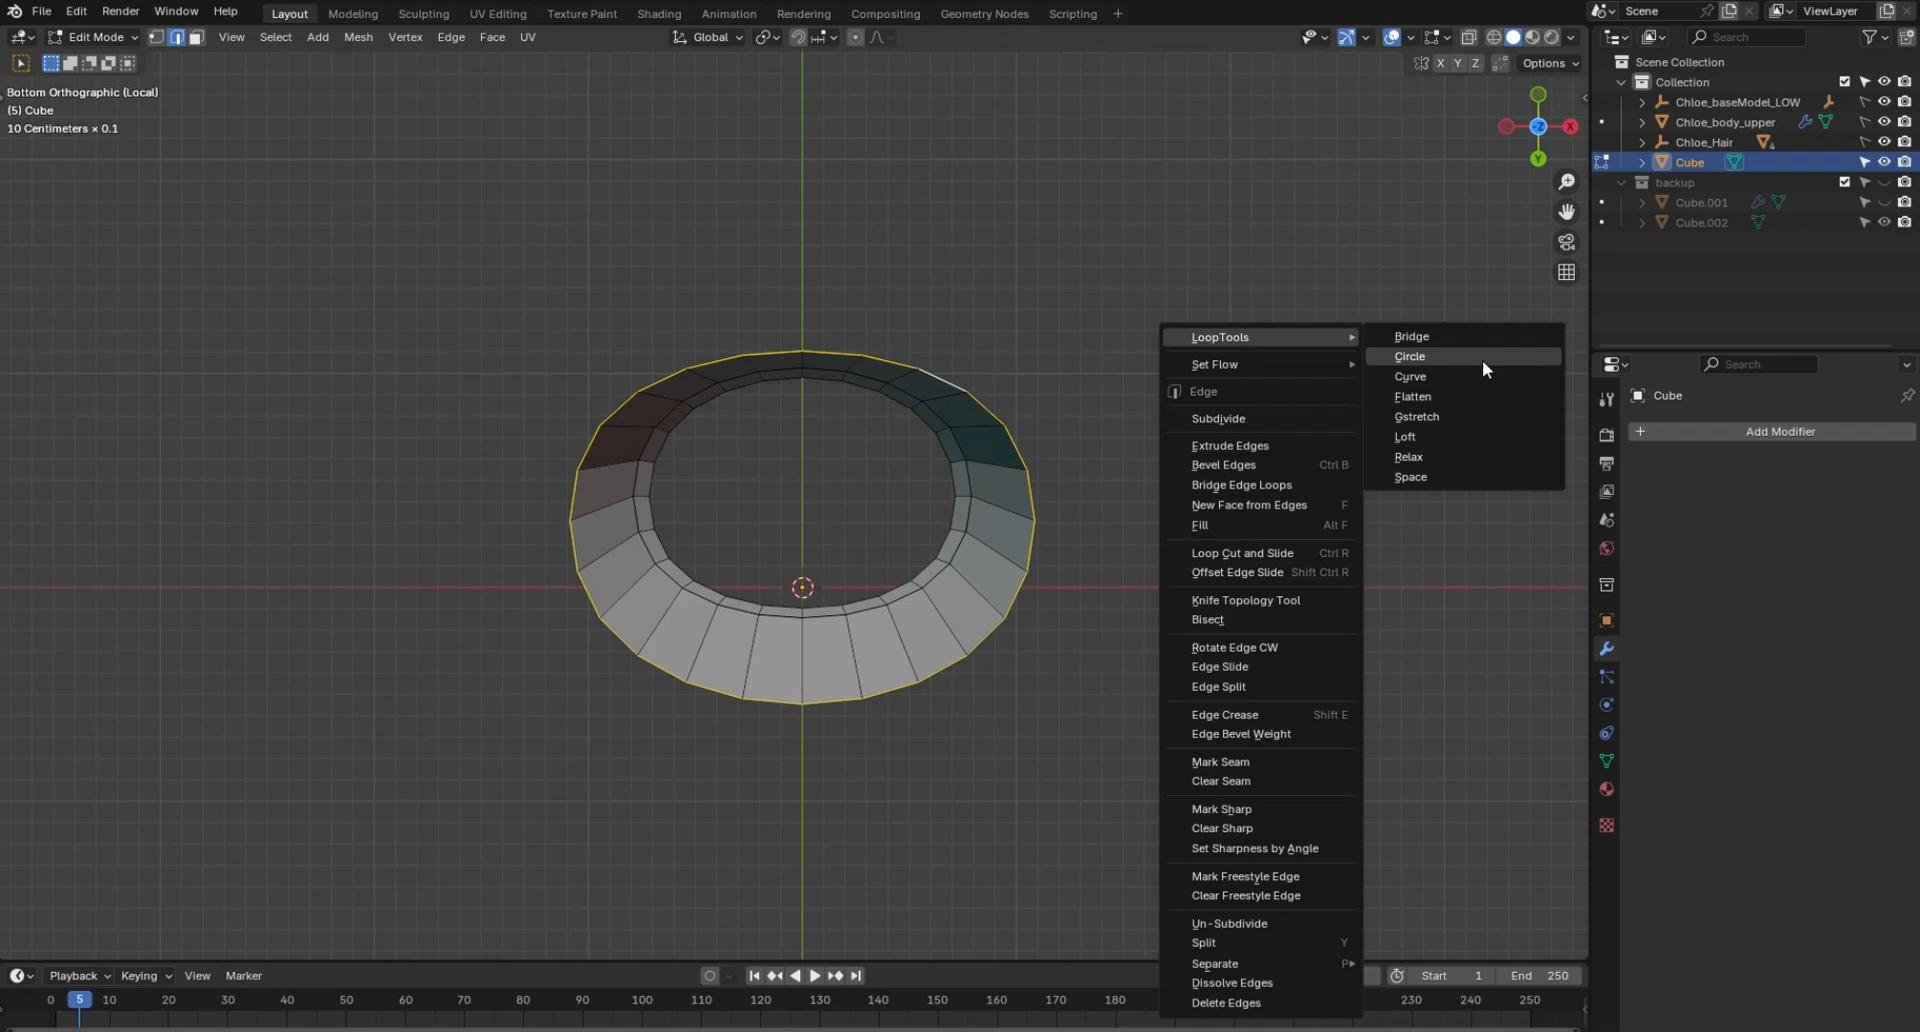 File Edit Render Window Help Layout Modeling Sculpting UV Editing Texture Paint Shading Animation Rendering Compositing Geometry Nodes Scripting + Scene ViewLayer
Edit Mode View Select Add Mesh Vertex Edge Face UV Global Search
X Y Z Options
Scene Collection
Collection
Chloe_baseModel_LOW
Chloe_body_upper
Chloe_Hair 4
Cube
backup
Cube.001
Cube.002
Bottom Orthographic (Local)
(5) Cube
10 Centimeters × 0.1
-Z X
Y
LoopTools
Set Flow
Edge
Subdivide
Extrude Edges
Bevel Edges Ctrl B
Bridge Edge Loops
New Face from Edges F
Fill Alt F
Loop Cut and Slide Ctrl R
Offset Edge Slide Shift Ctrl R
Knife Topology Tool
Bisect
Rotate Edge CW
Edge Slide
Edge Split
Edge Crease Shift E
Edge Bevel Weight
Mark Seam
Clear Seam
Mark Sharp
Clear Sharp
Set Sharpness by Angle
Mark Freestyle Edge
Clear Freestyle Edge
Un-Subdivide
Split Y
Separate P
Dissolve Edges
Delete Edges
Bridge
Circle
Curve
Flatten
Gstretch
Loft
Relax
Space
Search
Cube
+ Add Modifier
Playback Keying View Marker Start 1 End 250
0 5 10 20 30 40 50 60 70 80 90 100 110 120 130 140 150 160 170 180 230 240 250